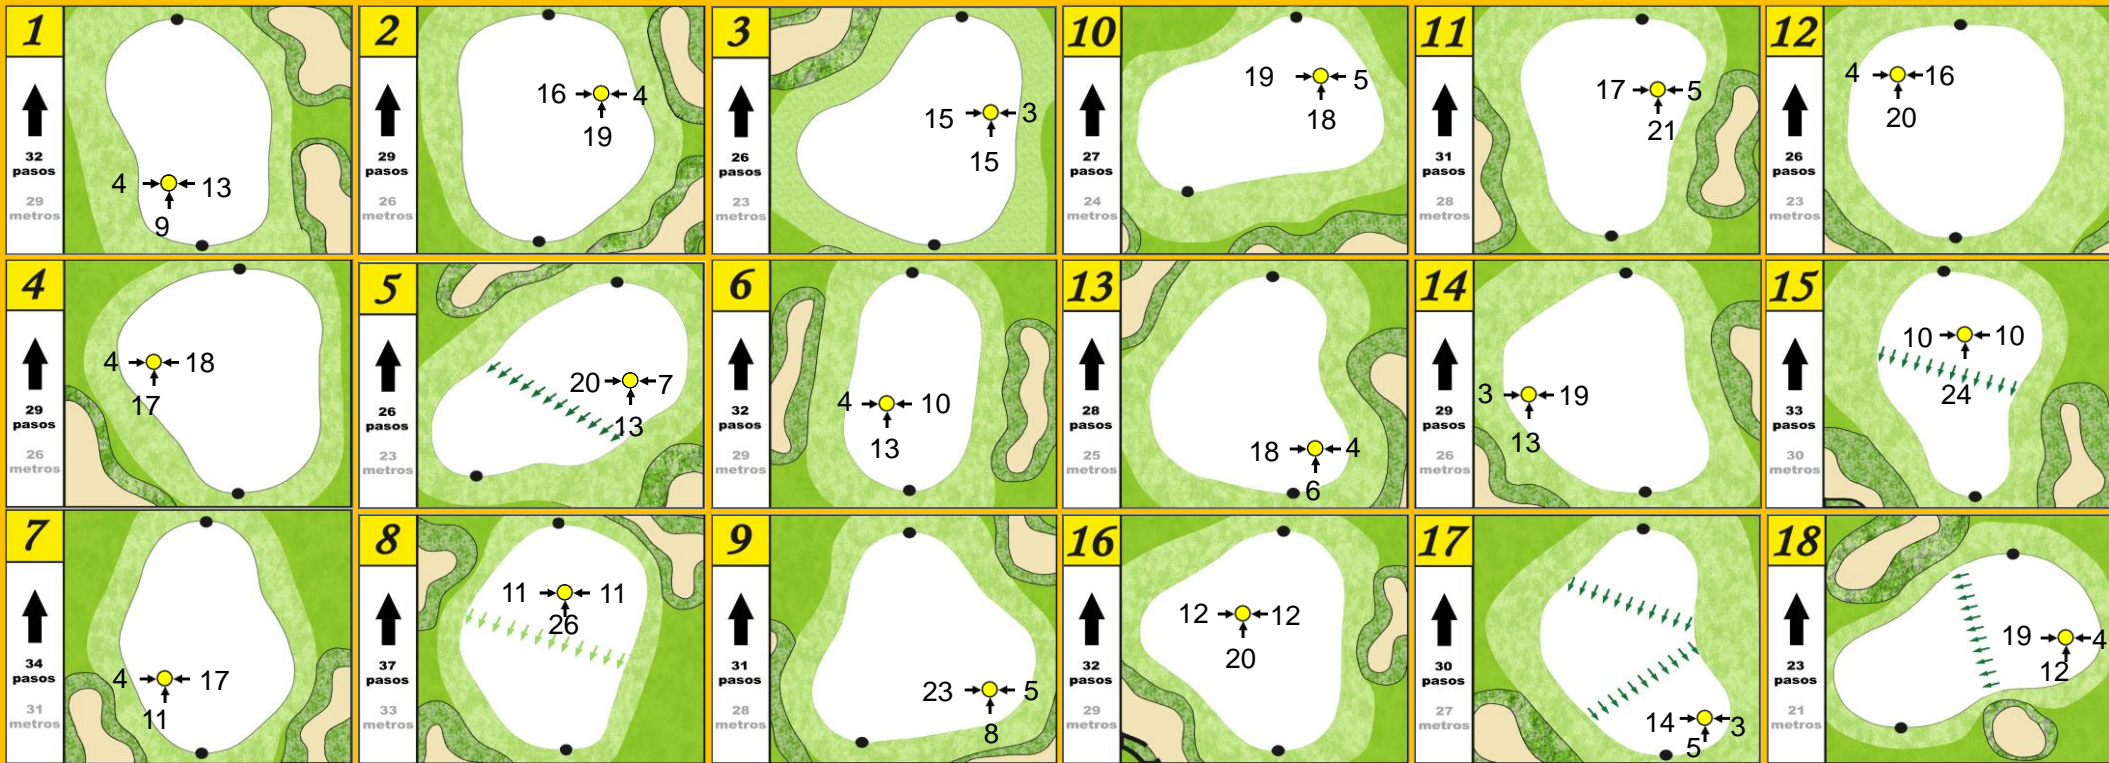 1
32
pasos
29
metros
4 13
9
2
29
pasos
26
metros
16 4
19
3
26
pasos
23
metros
15 3
15
10
27
pasos
24
metros
19 5
18
11
31
pasos
28
metros
17 5
21
12
26
pasos
23
metros
4 16
20
4
29
pasos
26
metros
4 18
17
5
26
pasos
23
metros
20 7
13
6
32
pasos
29
metros
4 10
13
13
28
pasos
25
metros
18 4
6
14
29
pasos
26
metros
3 19
13
15
33
pasos
30
metros
10 10
24
7
34
pasos
31
metros
4 17
11
8
37
pasos
33
metros
11 11
26
9
31
pasos
28
metros
23 5
8
16
32
pasos
29
metros
12 12
20
17
30
pasos
27
metros
14 3
5
18
23
pasos
21
metros
19 4
12